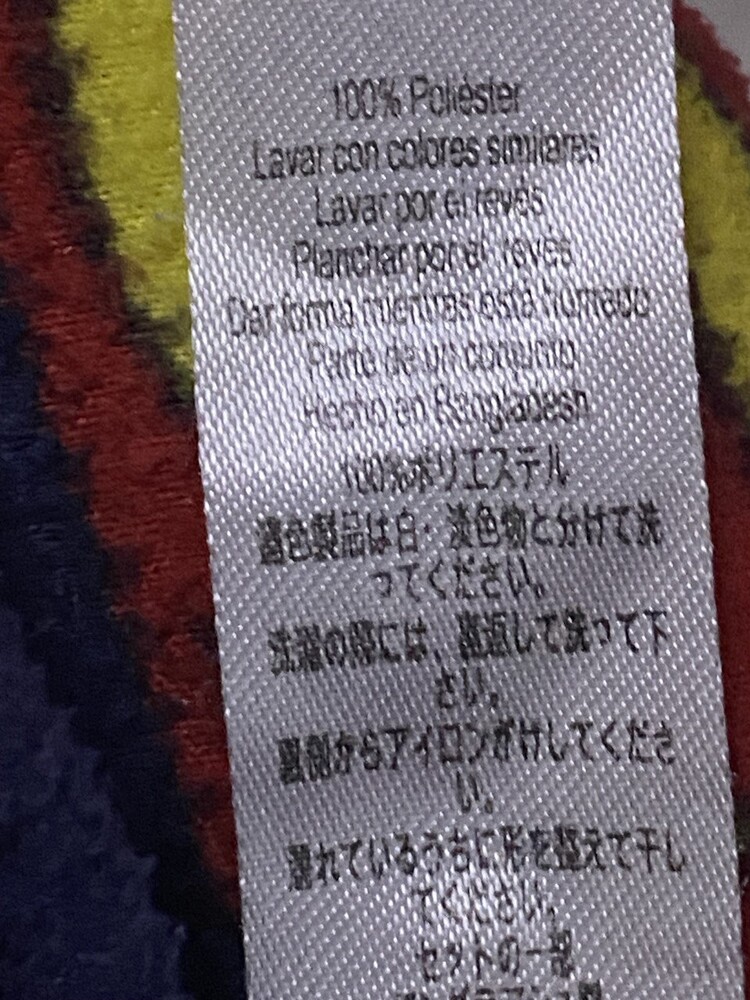 100% Poliéster
Lavar con colores similares
Lavar por el revés
Planchar por el revés
Dar forma mientras está húmedo
Parte de un conjunto
Hecho en Bangladesh
100%ポリエステル
濃色製品は白・淡色物と分けて洗
ってください。
洗濯の際には、裏返して洗って下
さい。
裏側からアイロンがけしてくださ
い。
濡れているうちに形を整えて干し
てください。
セットの一部